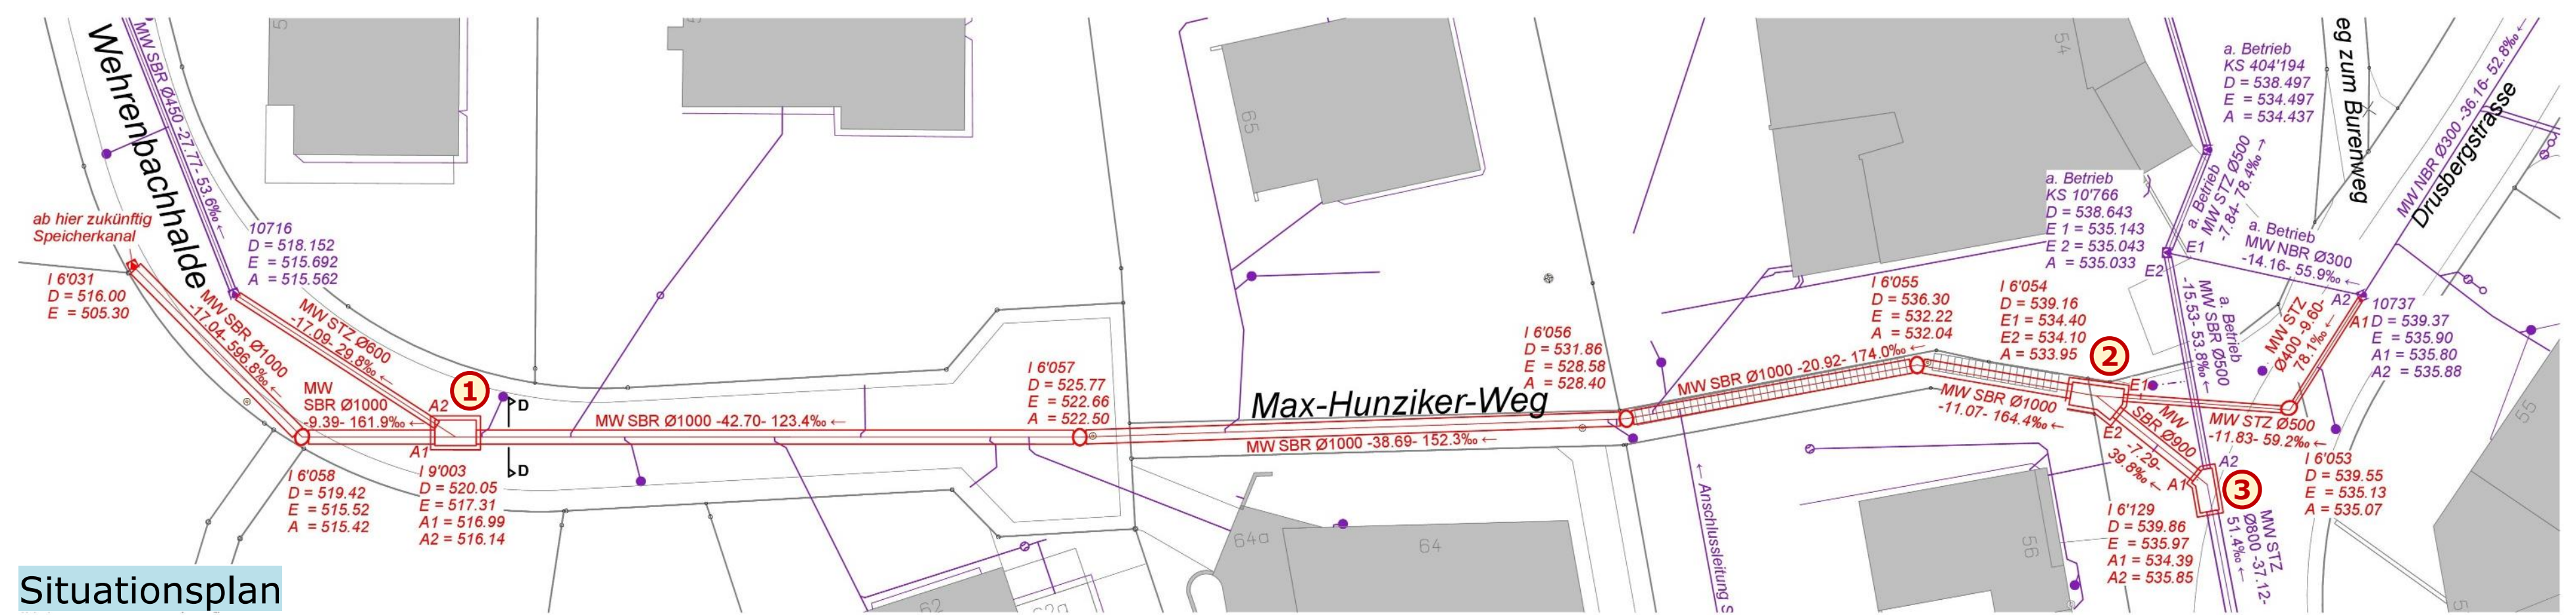 Wehrenbachhalde
MW SBR Ø450 -27.77- 53.6‰ ←
ab hier zukünftig
Speicherkanal
I 6'031
D = 516.00
E = 505.30
10716
D = 518.152
E = 515.692
A = 515.562
MW SBR Ø1000
-17.04- 596.8‰ ←
MW STZ Ø600
-17.09- 29.8‰ ←
MW
SBR Ø1000
-9.39- 161.9‰ ←
A2
A1
1
D
D
I 6'058
D = 519.42
E = 515.52
A = 515.42
I 9'003
D = 520.05
E = 517.31
A1 = 516.99
A2 = 516.14
MW SBR Ø1000 -42.70- 123.4‰ ←
I 6'057
D = 525.77
E = 522.66
A = 522.50
Max-Hunziker-Weg
MW SBR Ø1000 -38.69- 152.3‰ ←
I 6'056
D = 531.86
E = 528.58
A = 528.40
MW SBR Ø1000 -20.92- 174.0‰ ←
I 6'055
D = 536.30
E = 532.22
A = 532.04
I 6'054
D = 539.16
E1 = 534.40
E2 = 534.10
A = 533.95
MW SBR Ø1000
-11.07- 164.4‰ ←
2
E1
E2
a. Betrieb
KS 10'766
D = 538.643
E 1 = 535.143
E 2 = 535.043
A = 535.033
E1
E2
a. Betrieb
KS 404'194
D = 538.497
E = 534.497
A = 534.437
a. Betrieb
MW STZ Ø500
-7.84- 78.4‰ →
a. Betrieb
MW NBR Ø300
-14.16- 55.9‰ ←
a. Betrieb
MW SBR Ø500
-15.53- 53.8‰ ←
eg zum Burenweg
Drusbergstrasse
MW NBR Ø300 -36.16- 52.8‰ ←
A2
A1
10737
D = 539.37
E = 535.90
A1 = 535.80
A2 = 535.88
MW STZ
Ø400 -9.60-
78.1‰ ←
MW STZ Ø500
-11.83- 59.2‰ ←
I 6'053
D = 539.55
E = 535.13
A = 535.07
MW
SBR Ø900
-7.29-
39.8‰ ←
A2
A1
3
I 6'129
D = 539.86
E = 535.97
A1 = 534.39
A2 = 535.85
MW STZ
Ø800 -37.12-
51.4‰ ←
← Anschlussleitung S
65
54
64a
64
56
55
62
Situationsplan